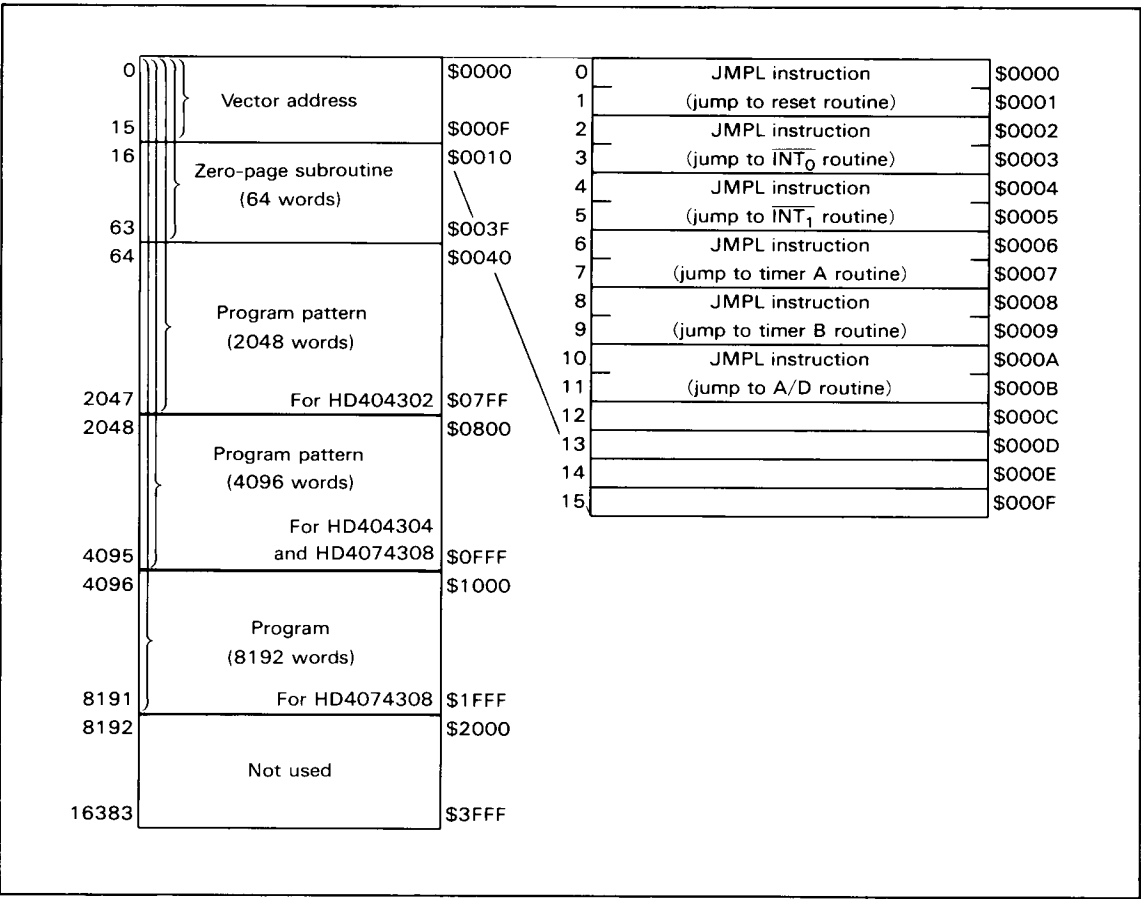 0 $0000
Vector address
15 $000F
16 $0010
Zero-page subroutine
(64 words)
63 $003F
64 $0040
Program pattern
(2048 words)
2047 For HD404302 $07FF
2048 $0800
Program pattern
(4096 words)
For HD404304
4095 and HD4074308 $0FFF
4096 $1000
Program
(8192 words)
8191 For HD4074308 $1FFF
8192 $2000
Not used
16383 $3FFF
0 JMPL instruction $0000
1 (jump to reset routine) $0001
2 JMPL instruction $0002
3 (jump to I̅N̅T̅₀̅ routine) $0003
4 JMPL instruction $0004
5 (jump to I̅N̅T̅₁̅ routine) $0005
6 JMPL instruction $0006
7 (jump to timer A routine) $0007
8 JMPL instruction $0008
9 (jump to timer B routine) $0009
10 JMPL instruction $000A
11 (jump to A/D routine) $000B
12 $000C
13 $000D
14 $000E
15 $000F